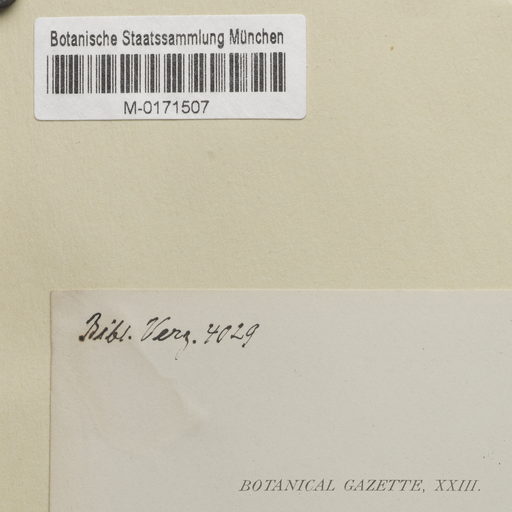 Botanische Staatssammlung München
M-0171507
Bibl. Verz. 4029
BOTANICAL GAZETTE, XXIII.